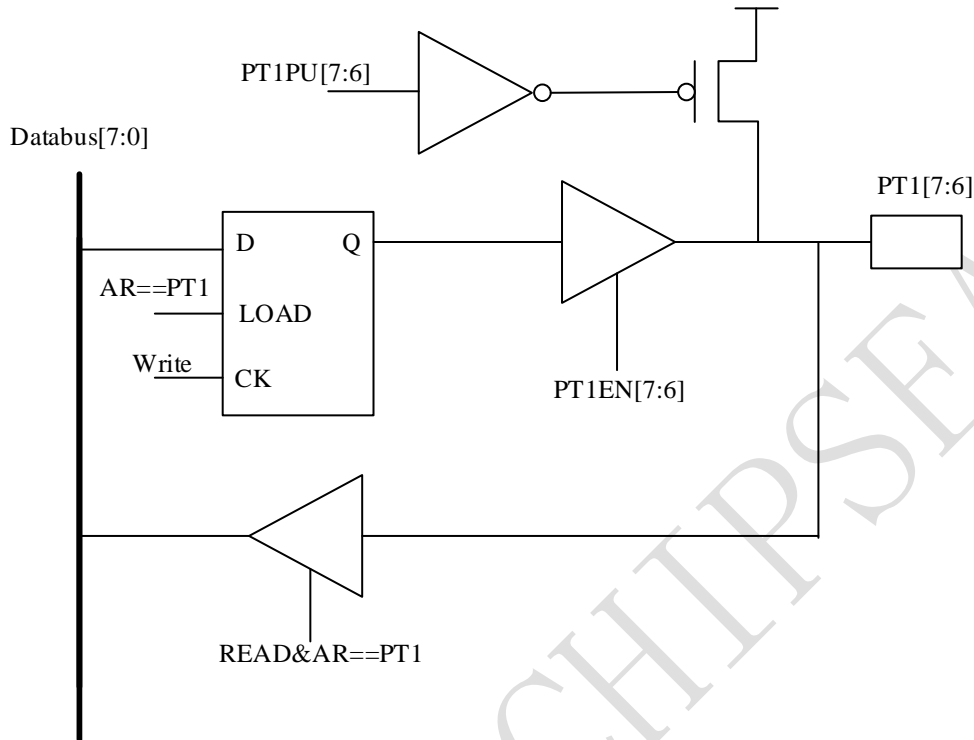 PT1PU[7:6]
Databus[7:0]
PT1[7:6]
D
Q
AR==PT1
LOAD
Write
CK
PT1EN[7:6]
READ&AR==PT1
CHIPSEA